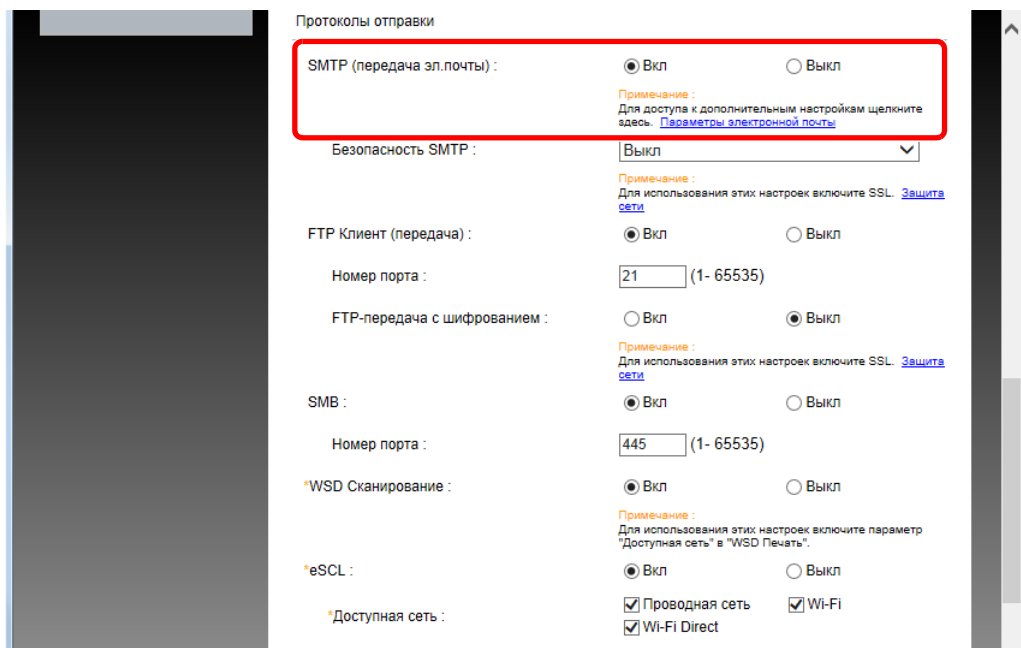 Протоколы отправки
SMTP (передача эл.почты) : Вкл Выкл
Примечание :
Для доступа к дополнительным настройкам щелкните
здесь. Параметры электронной почты
Безопасность SMTP : Выкл
Примечание :
Для использования этих настроек включите SSL. Защита
сети
FTP Клиент (передача) : Вкл Выкл
Номер порта : 21 (1- 65535)
FTP-передача с шифрованием : Вкл Выкл
Примечание :
Для использования этих настроек включите SSL. Защита
сети
SMB : Вкл Выкл
Номер порта : 445 (1- 65535)
*WSD Сканирование : Вкл Выкл
Примечание :
Для использования этих настроек включите параметр
"Доступная сеть" в "WSD Печать".
*eSCL : Вкл Выкл
*Доступная сеть : Проводная сеть Wi-Fi
Wi-Fi Direct